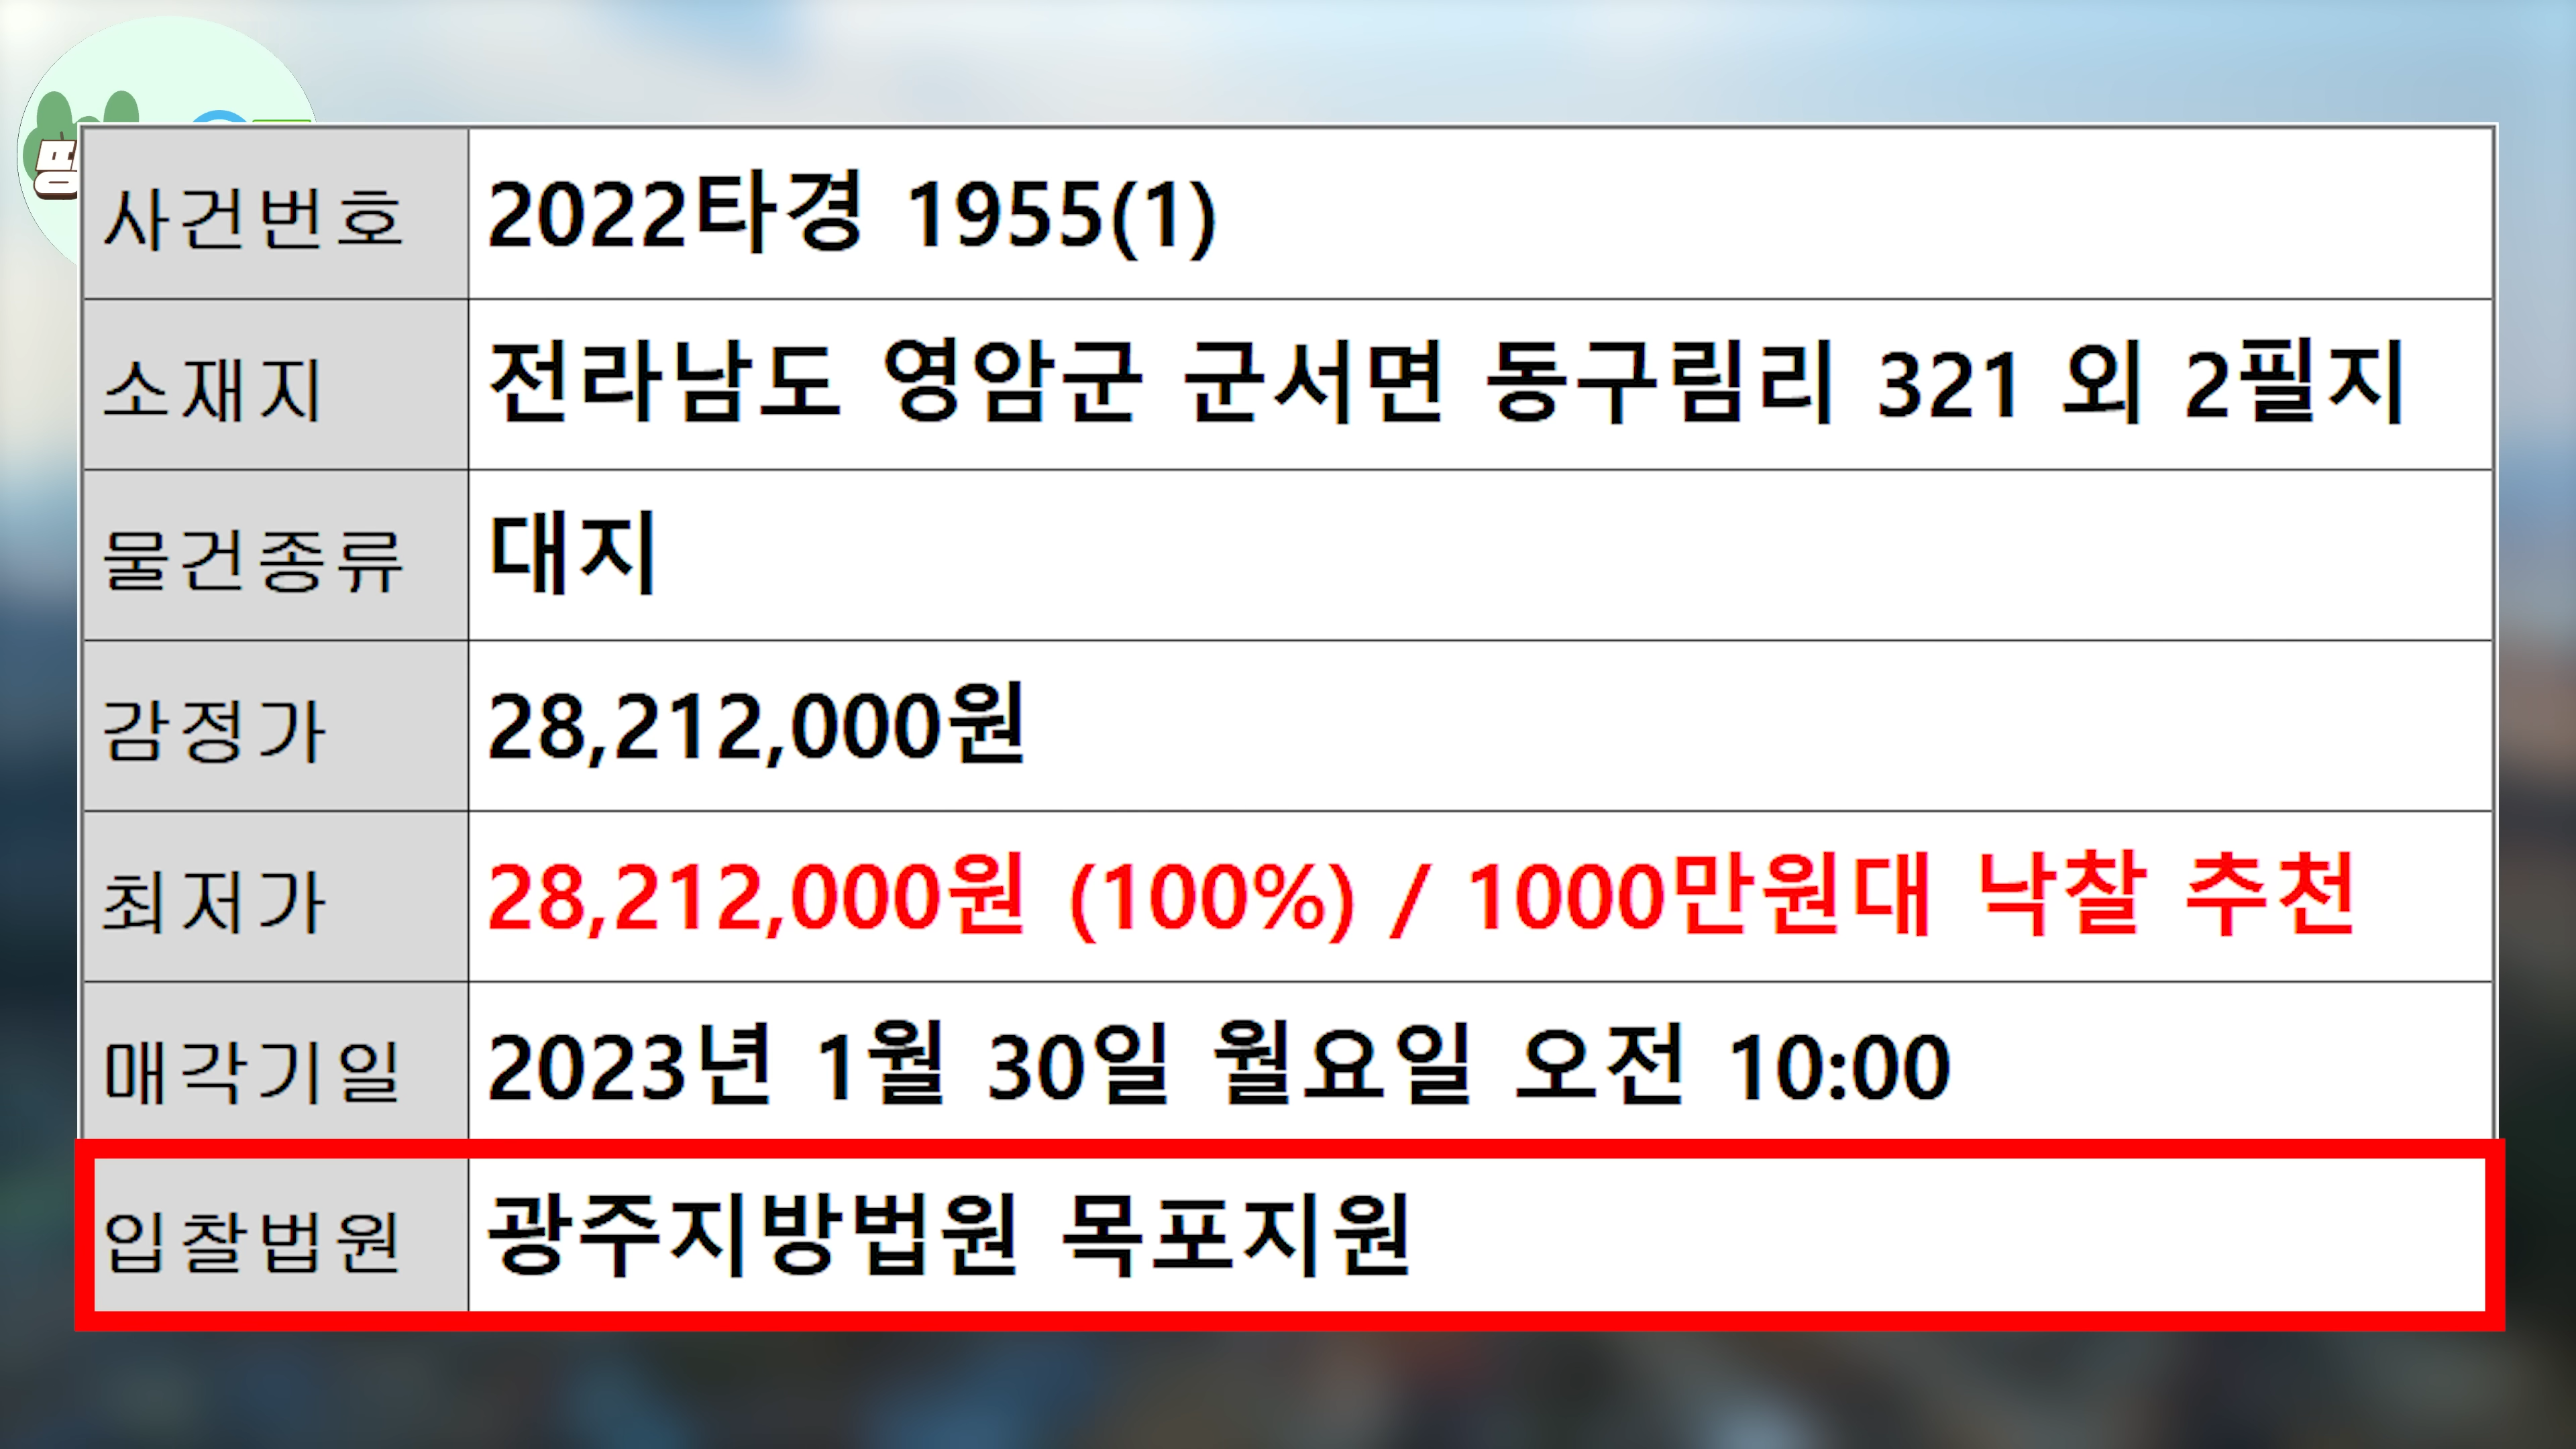 사건번호 2022타경 1955(1)
소재지 전라남도 영암군 군서면 동구림리 321 외 2필지
물건종류 대지
감정가 28,212,000원
최저가 28,212,000원 (100%) / 1000만원대 낙찰 추천
매각기일 2023년 1월 30일 월요일 오전 10:00
입찰법원 광주지방법원 목포지원